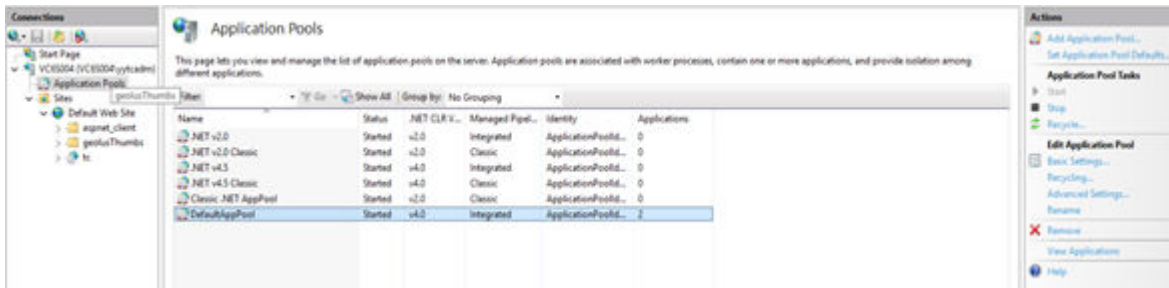 Connections
Start Page
VC6S004 (VC6S004\yytcadmi
Application Pools
Sites
geolusThumbs
Default Web Site
aspnet_client
geolusThumbs
tc
Application Pools
This page lets you view and manage the list of application pools on the server. Application pools are associated with worker processes, contain one or more applications, and provide isolation among
different applications.
Filter: Go Show All Group by: No Grouping
Name Status .NET CLR V... Managed Pipel... Identity Applications
.NET v2.0 Started v2.0 Integrated ApplicationPoolId... 0
.NET v2.0 Classic Started v2.0 Classic ApplicationPoolId... 0
.NET v4.5 Started v4.0 Integrated ApplicationPoolId... 0
.NET v4.5 Classic Started v4.0 Classic ApplicationPoolId... 0
Classic .NET AppPool Started v2.0 Classic ApplicationPoolId... 0
DefaultAppPool Started v4.0 Integrated ApplicationPoolId... 2
Actions
Add Application Pool...
Set Application Pool Defaults...
Application Pool Tasks
Start
Stop
Recycle...
Edit Application Pool
Basic Settings...
Recycling...
Advanced Settings...
Rename
Remove
View Applications
Help